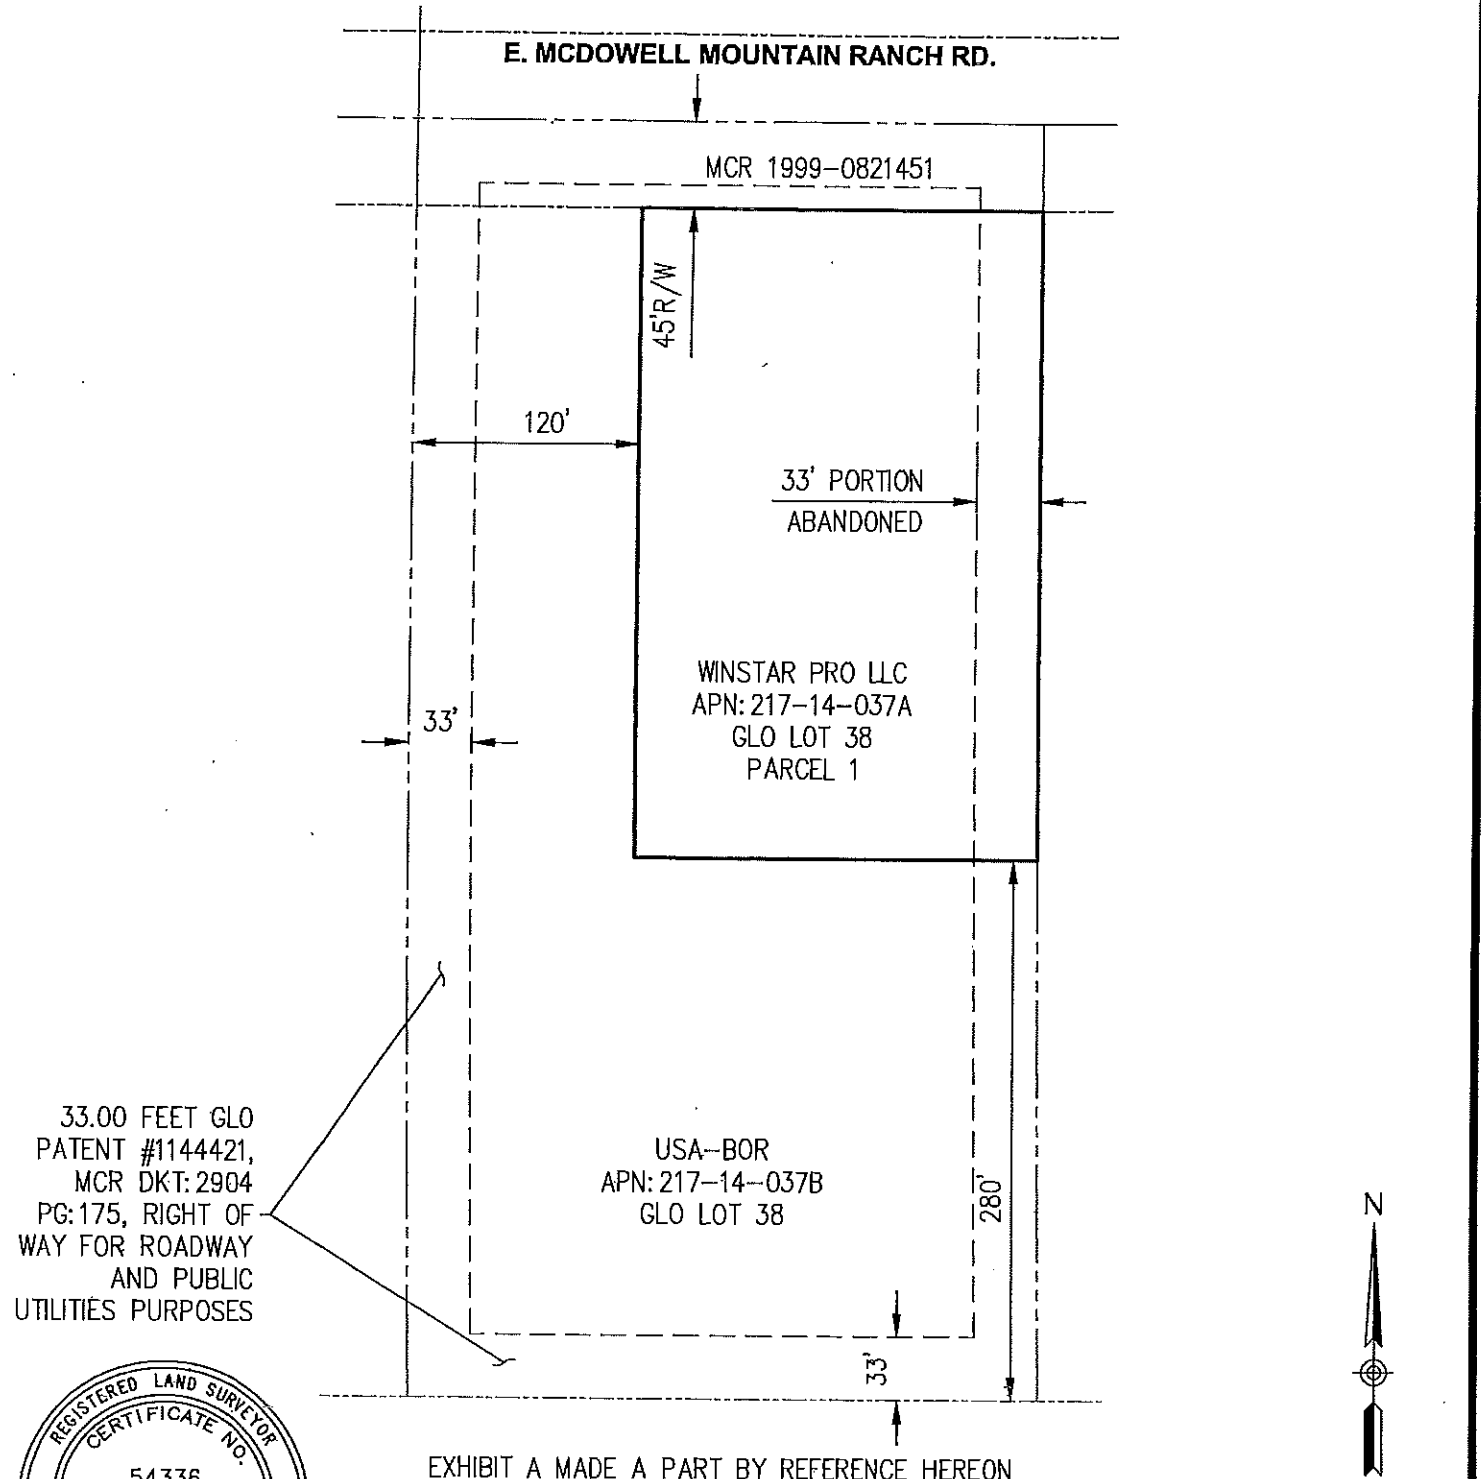 E. MCDOWELL MOUNTAIN RANCH RD.
MCR 1999-0821451
45'R/W
120'
33' PORTION
ABANDONED
WINSTAR PRO LLC
APN: 217-14-037A
GLO LOT 38
PARCEL 1
33'
33.00 FEET GLO
PATENT #1144421,
MCR DKT: 2904
PG: 175, RIGHT OF
WAY FOR ROADWAY
AND PUBLIC
UTILITIES PURPOSES
USA-BOR
APN: 217-14-037B
GLO LOT 38
280'
N
33'
REGISTERED LAND SURVEYOR
CERTIFICATE NO.
54336
EXHIBIT A MADE A PART BY REFERENCE HEREON